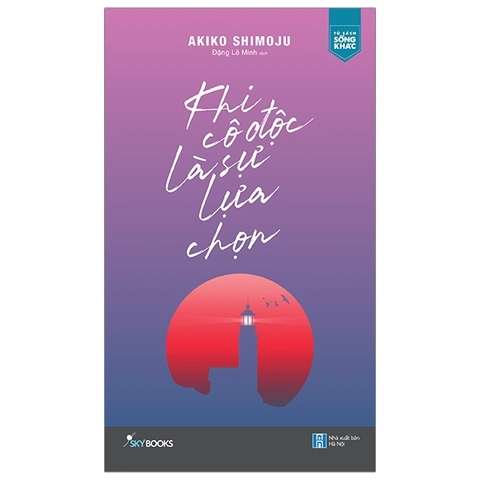 AKIKO SHIMOJU
Đặng Lê Minh dịch
TỦ SÁCH
SỐNG
KHÁC
Khi
cô độc
là sự
lựa
chọn
SKYBOOKS
Nhà xuất bản
Hà Nội